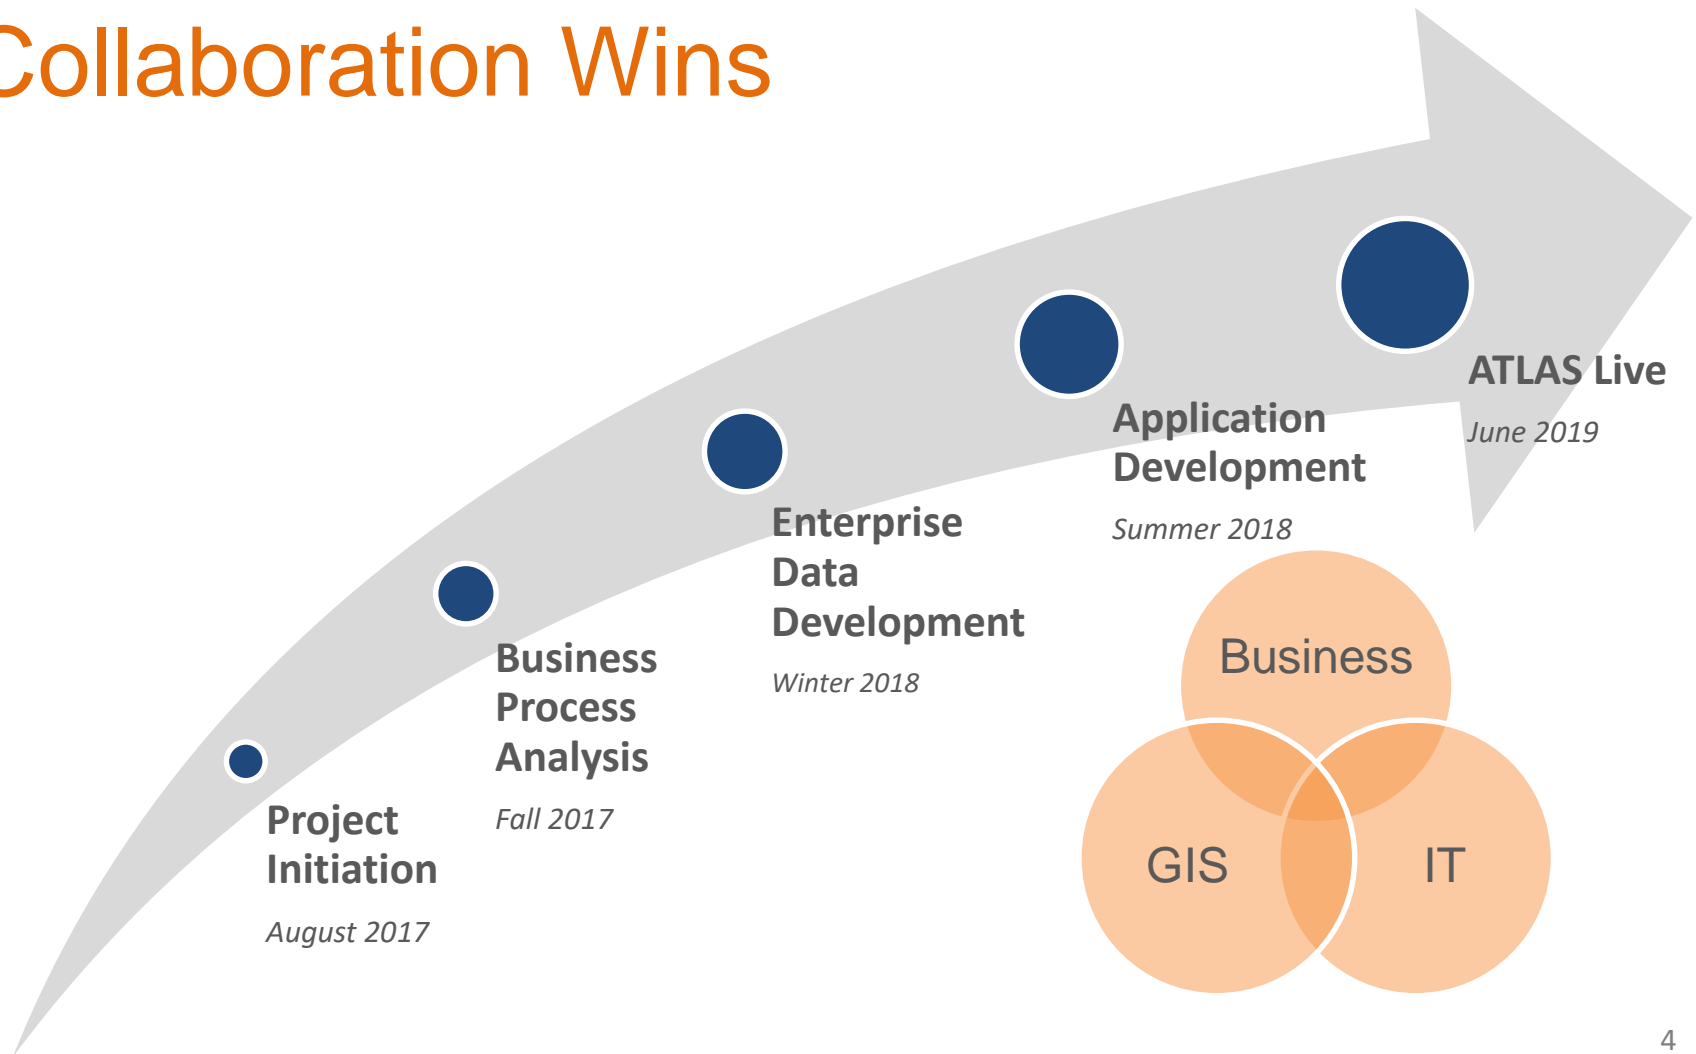 Collaboration Wins
ATLAS Live
June 2019
Application
Development
Summer 2018
Enterprise
Data
Development
Winter 2018
Business
Process
Analysis
Fall 2017
Project
Initiation
August 2017
Business
GIS
IT
4